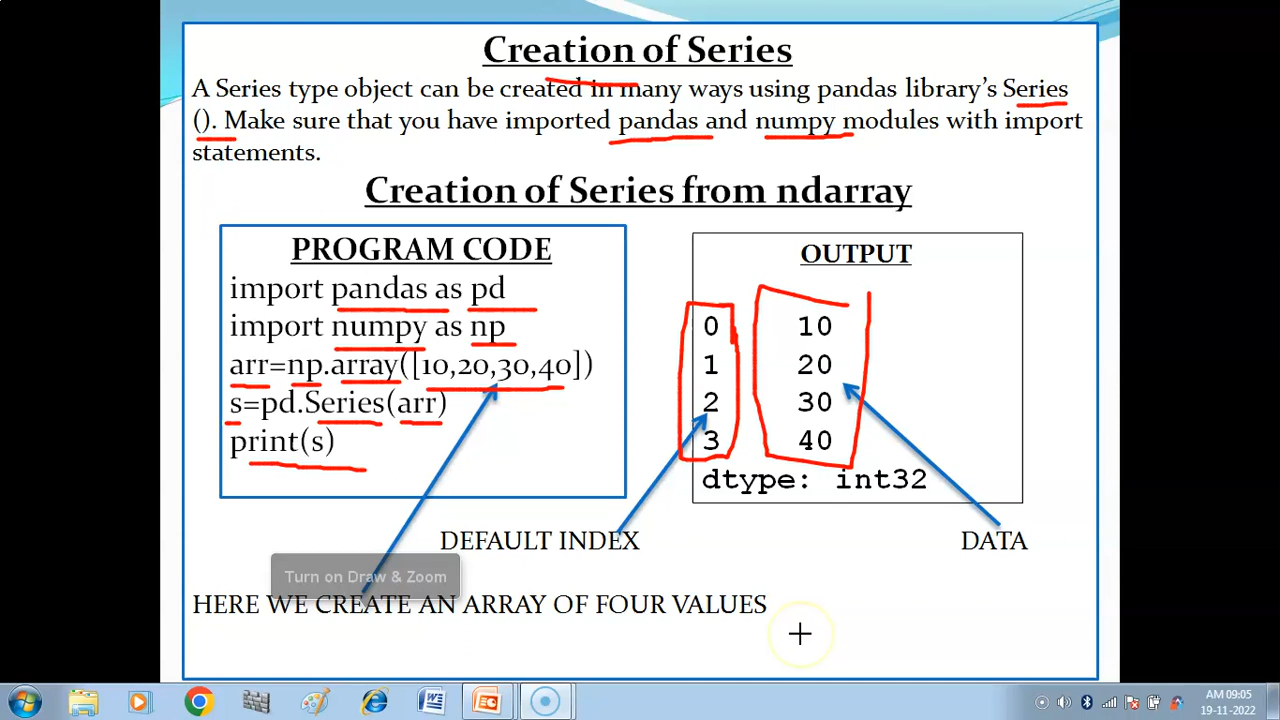 Creation of Series
A Series type object can be created in many ways using pandas library's Series
(). Make sure that you have imported pandas and numpy modules with import
statements.
Creation of Series from ndarray
PROGRAM CODE
import pandas as pd
import numpy as np
arr=np.array([10,20,30,40])
s=pd.Series(arr)
print(s)
OUTPUT
0 10
1 20
2 30
3 40
dtype: int32
DEFAULT INDEX
DATA
Turn on Draw & Zoom
HERE WE CREATE AN ARRAY OF FOUR VALUES
AM 09:05
19-11-2022